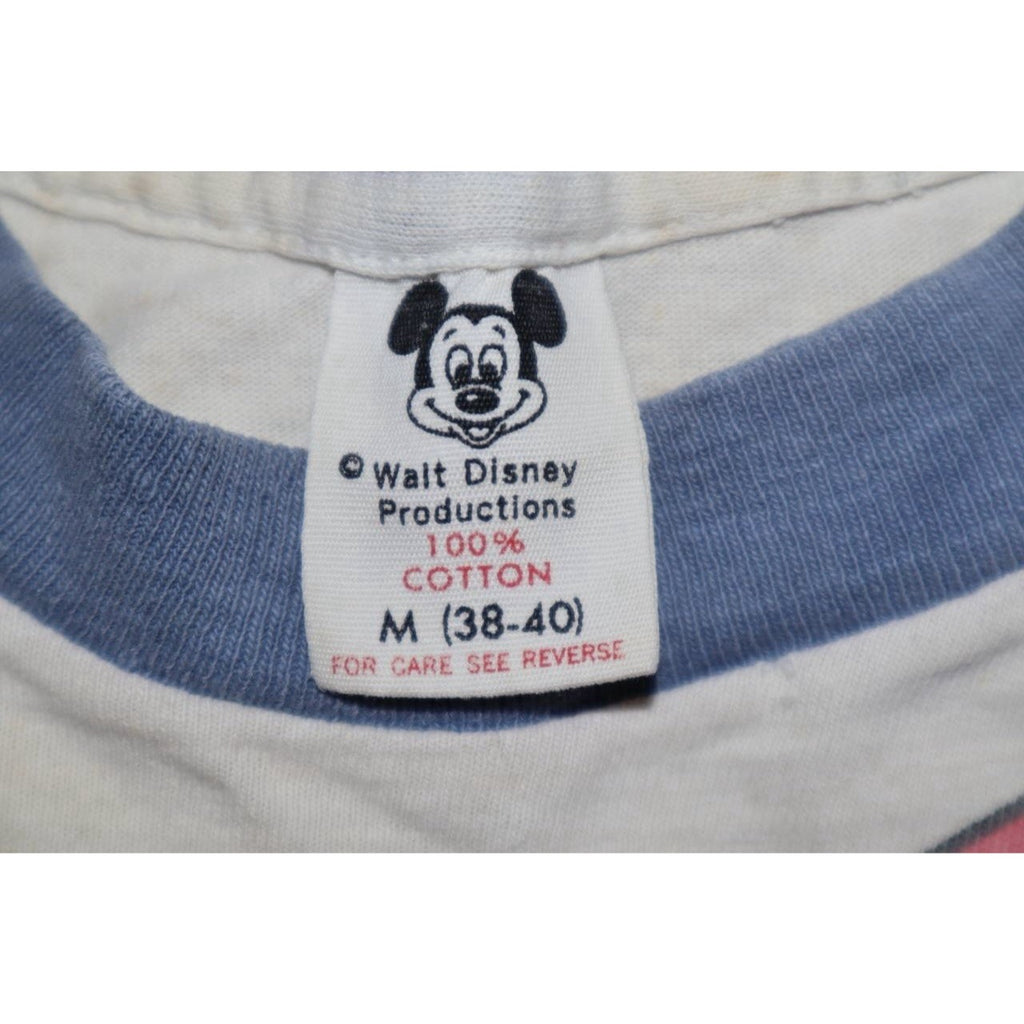 © Walt Disney
Productions
100%
COTTON
M (38-40)
FOR CARE SEE REVERSE